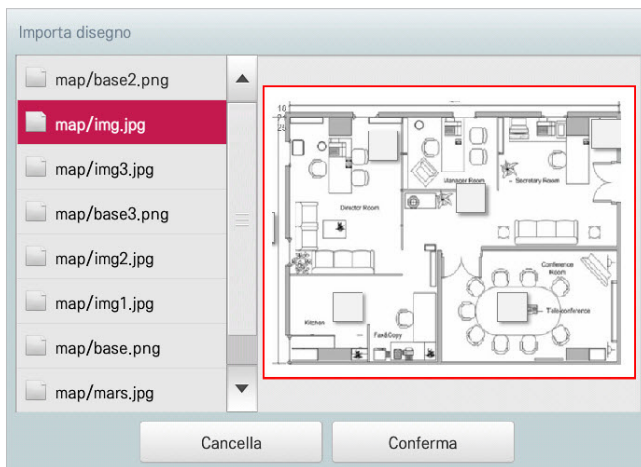 Importa disegno
map/base2.png
map/img.jpg
map/img3.jpg
map/base3.png
map/img2.jpg
map/img1.jpg
map/base.png
map/mars.jpg
Director Room
Manager Room
Secretary Room
Conference
Room
Tele-conference
Kitchen
Fax&Copy
Cancella
Conferma